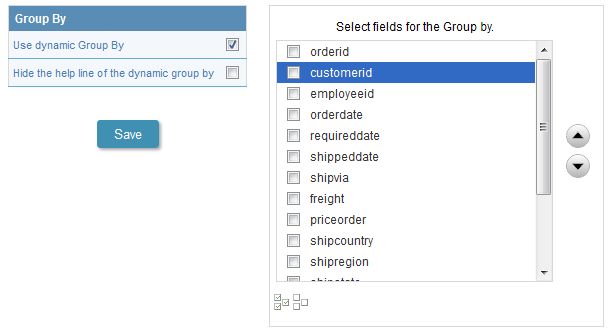 Group By
Use dynamic Group By
Hide the help line of the dynamic group by
Save
Select fields for the Group by.
orderid
customerid
employeeid
orderdate
requireddate
shippeddate
shipvia
freight
priceorder
shipcountry
shipregion